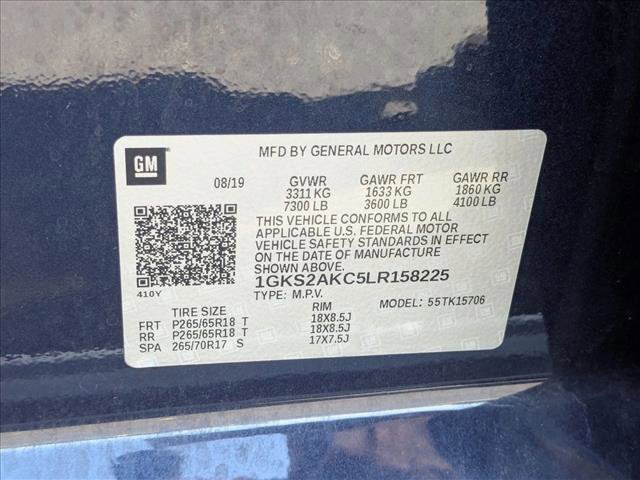 GM
MFD BY GENERAL MOTORS LLC
08/19 GVWR GAWR FRT GAWR RR
3311 KG 1633 KG 1860 KG
7300 LB 3600 LB 4100 LB
THIS VEHICLE CONFORMS TO ALL
APPLICABLE U.S. FEDERAL MOTOR
VEHICLE SAFETY STANDARDS IN EFFECT
ON THE DATE OF MANUFACTURE
SHOWN ABOVE.
1GKS2AKC5LR158225
410Y
TYPE: M.P.V. MODEL: 55TK15706
TIRE SIZE RIM
FRT P265/65R18 T 18X8.5J
RR P265/65R18 T 18X8.5J
SPA 265/70R17 S 17X7.5J